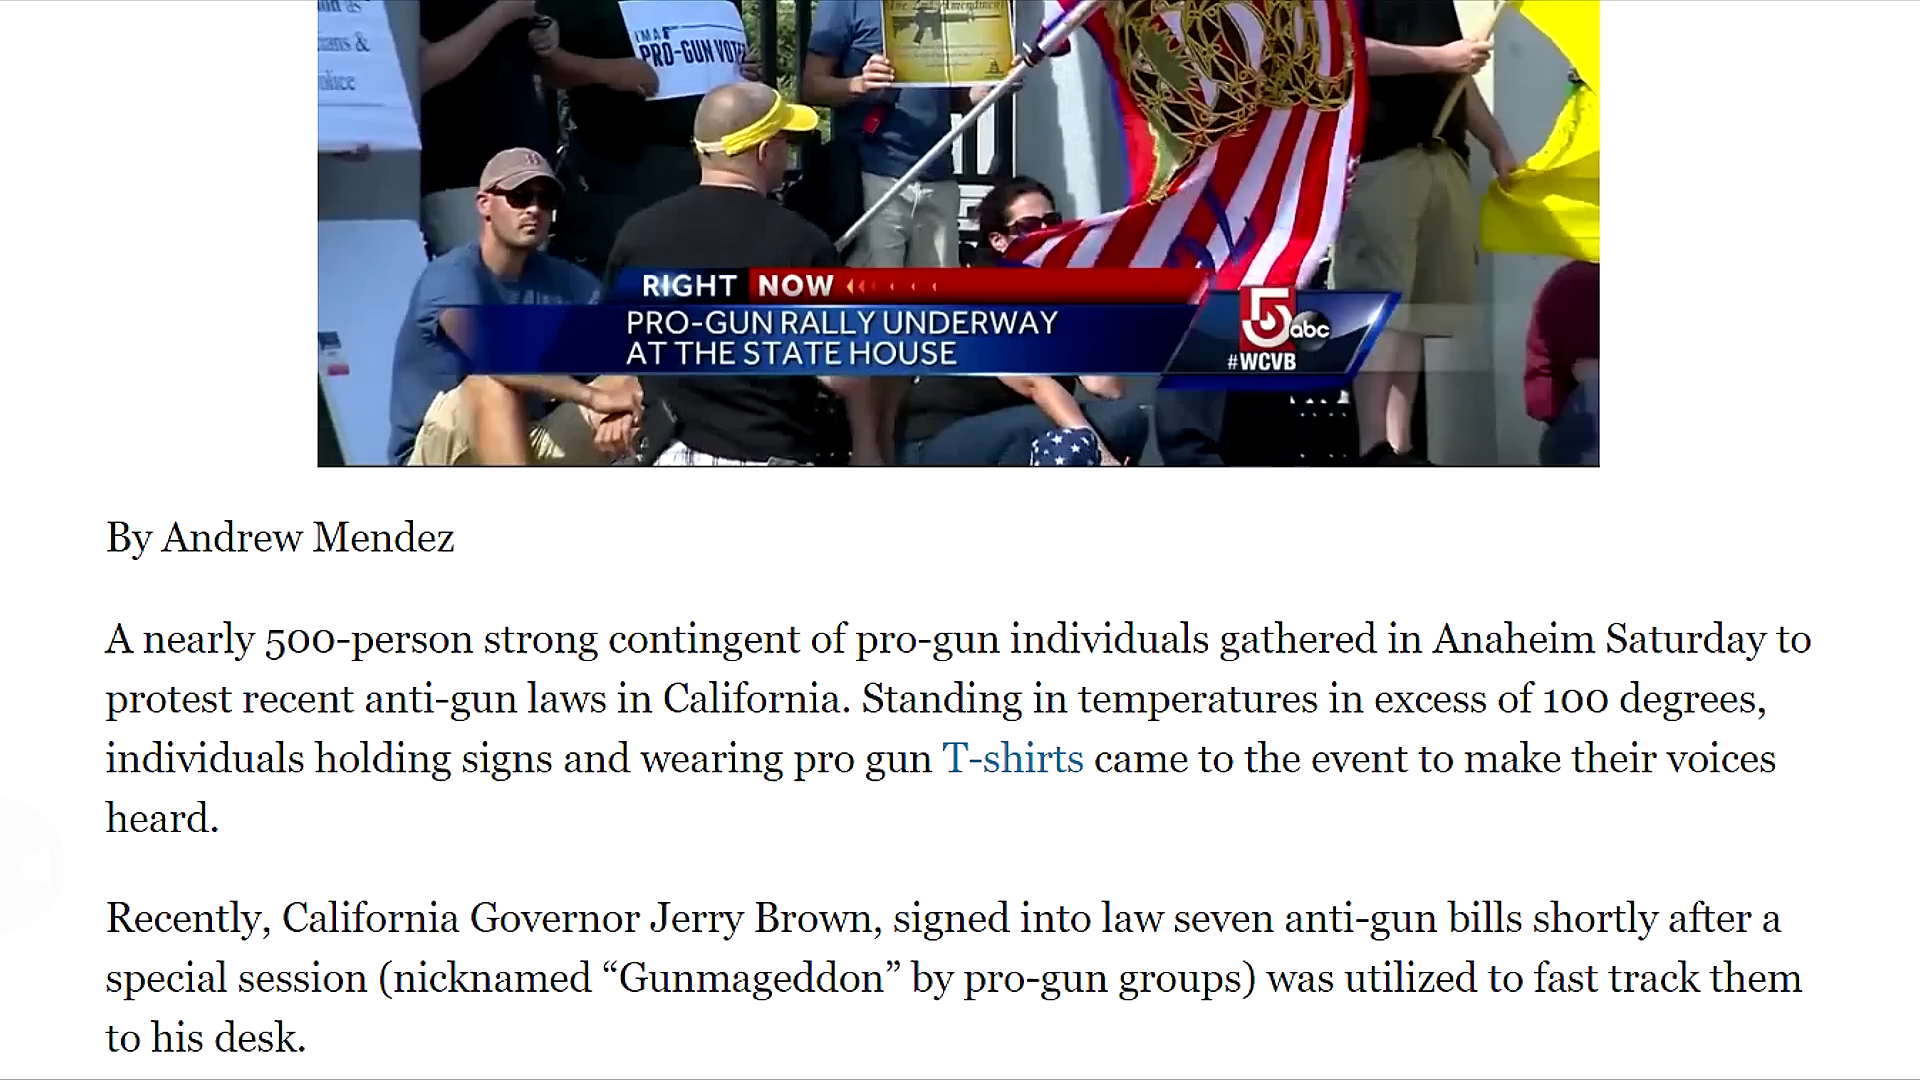 ans &
I'M A
PRO-GUN VOTE
The 2nd Amendment
RIGHT NOW
PRO-GUN RALLY UNDERWAY
AT THE STATE HOUSE
5 abc
#WCVB
By Andrew Mendez
A nearly 500-person strong contingent of pro-gun individuals gathered in Anaheim Saturday to
protest recent anti-gun laws in California. Standing in temperatures in excess of 100 degrees,
individuals holding signs and wearing pro gun T-shirts came to the event to make their voices
heard.
Recently, California Governor Jerry Brown, signed into law seven anti-gun bills shortly after a
special session (nicknamed “Gunmageddon” by pro-gun groups) was utilized to fast track them
to his desk.